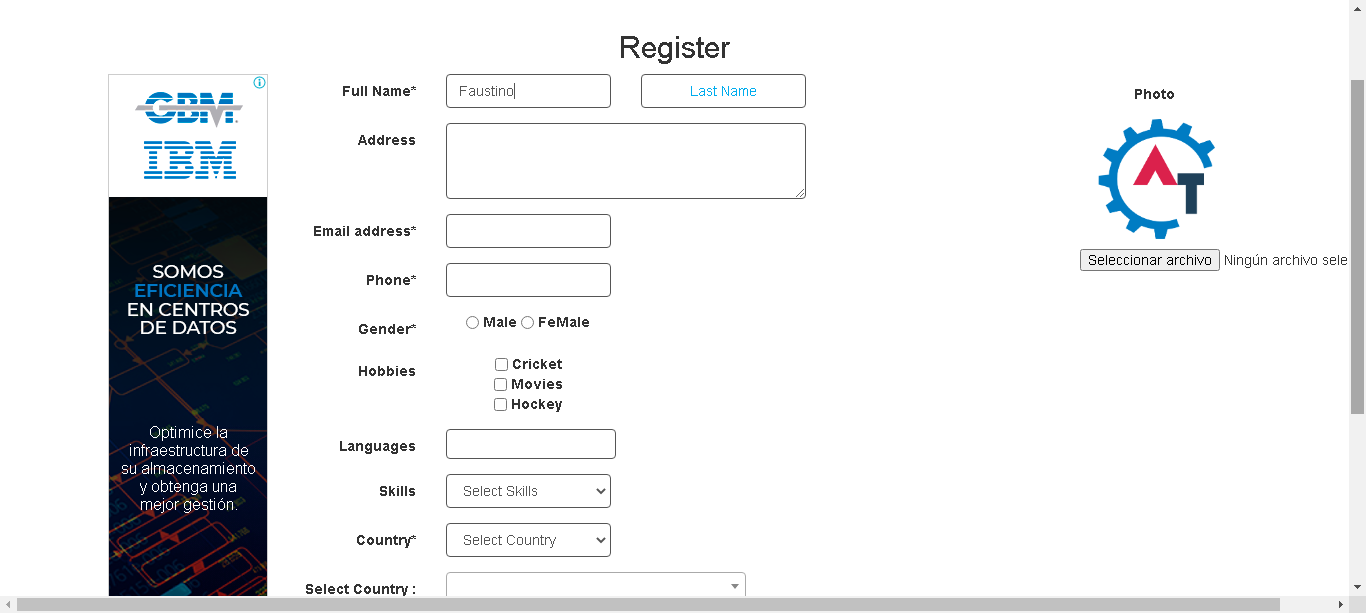 Register
GBM
IBM
SOMOS
EFICIENCIA
EN CENTROS
DE DATOS
Optimice la
infraestructura de
su almacenamiento
y obtenga una
mejor gestión.
Full Name* Faustino Last Name
Address
Email address*
Phone*
Gender* Male FeMale
Hobbies Cricket
Movies
Hockey
Languages
Skills Select Skills
Country* Select Country
Select Country :
Photo
AT
Seleccionar archivo Ningún archivo sele